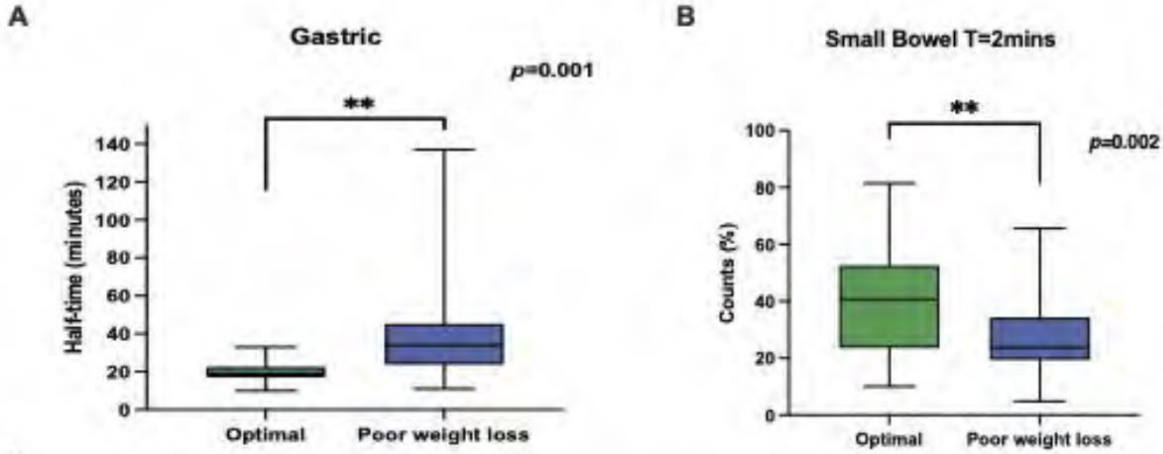 A
Gastric
p=0.001
**
Half-time (minutes)
140
120
100
80
60
40
20
0
Optimal
Poor weight loss
B
Small Bowel T=2mins
**
p=0.002
Counts (%)
100
80
60
40
20
0
Optimal
Poor weight loss